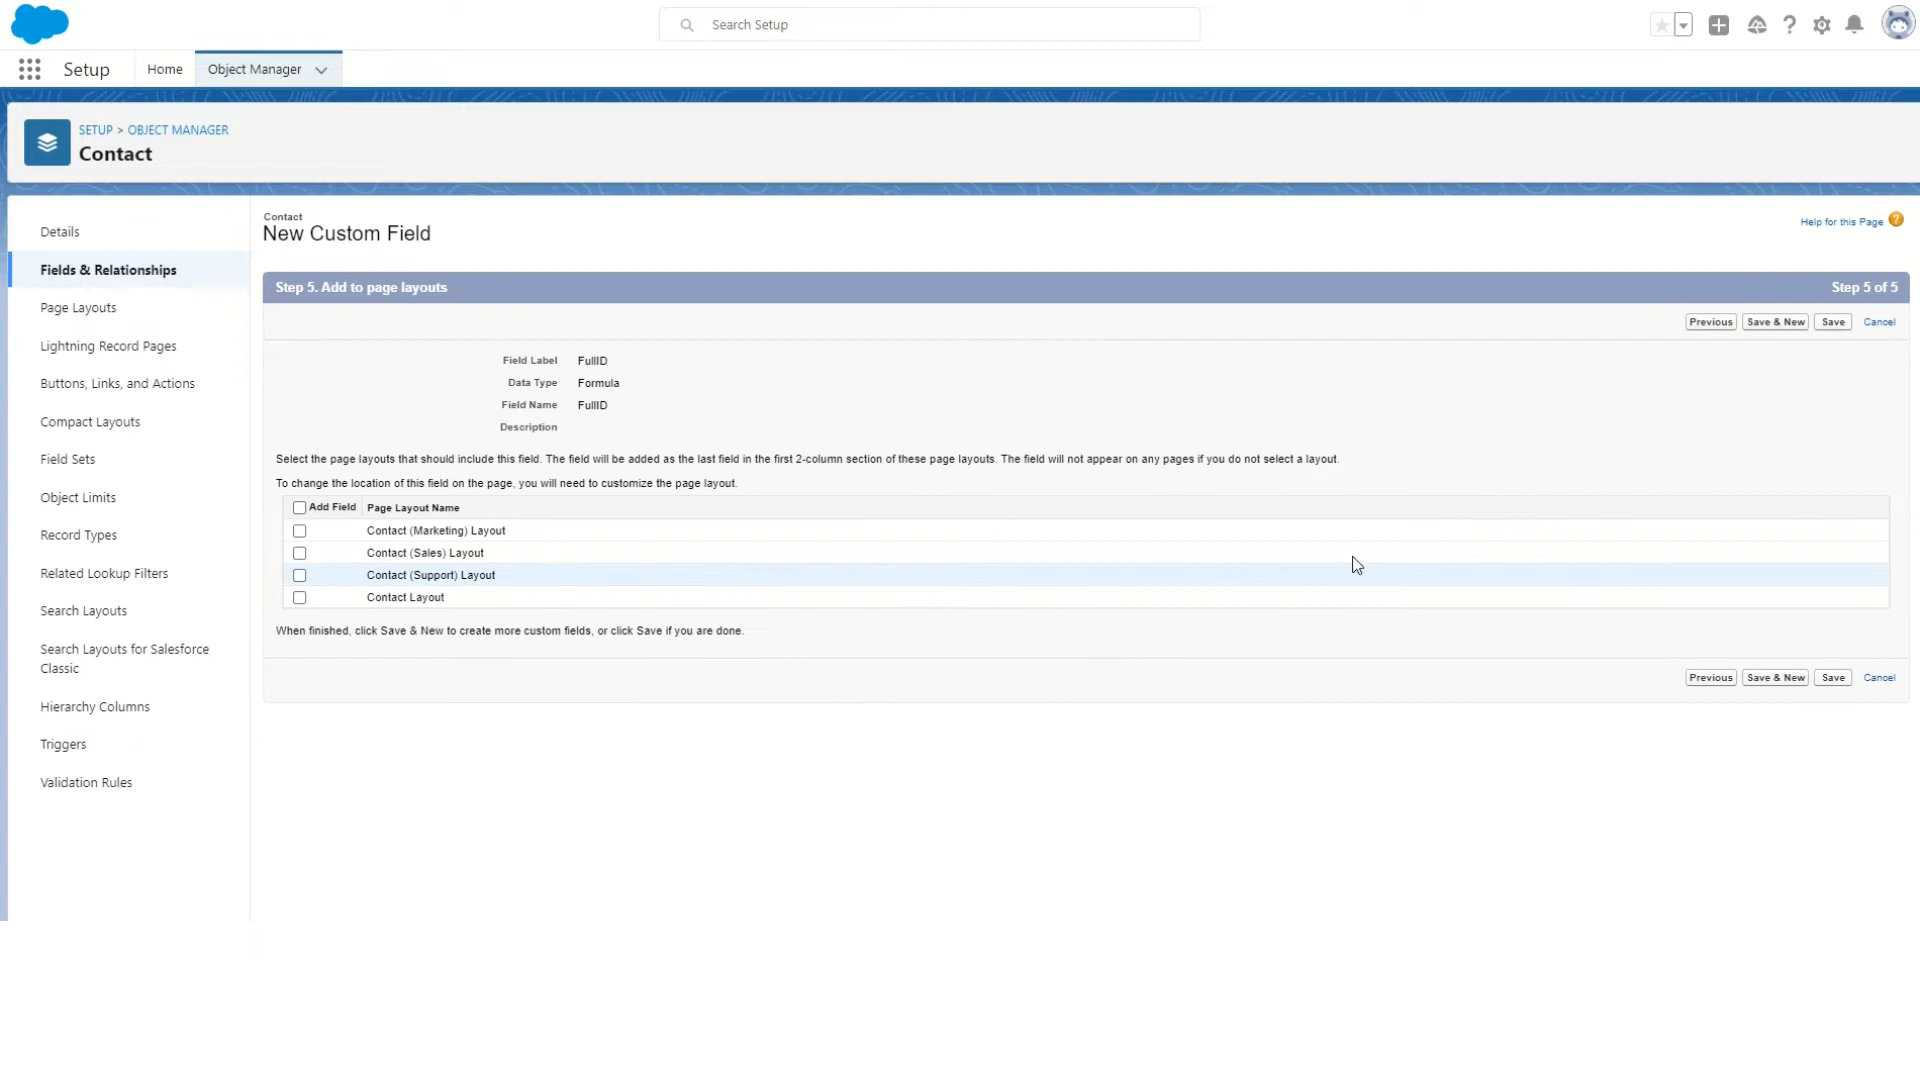 Search Setup
Setup
Home
Object Manager
SETUP > OBJECT MANAGER
Contact
Details
Fields & Relationships
Page Layouts
Lightning Record Pages
Buttons, Links, and Actions
Compact Layouts
Field Sets
Object Limits
Record Types
Related Lookup Filters
Search Layouts
Search Layouts for Salesforce
Classic
Hierarchy Columns
Triggers
Validation Rules
Contact
New Custom Field
Help for this Page ?
Step 5. Add to page layouts
Step 5 of 5
Previous
Save & New
Save
Cancel
Field Label FullID
Data Type Formula
Field Name FullID
Description
Select the page layouts that should include this field. The field will be added as the last field in the first 2-column section of these page layouts. The field will not appear on any pages if you do not select a layout.
To change the location of this field on the page, you will need to customize the page layout.
Add Field Page Layout Name
Contact (Marketing) Layout
Contact (Sales) Layout
Contact (Support) Layout
Contact Layout
When finished, click Save & New to create more custom fields, or click Save if you are done.
Previous
Save & New
Save
Cancel